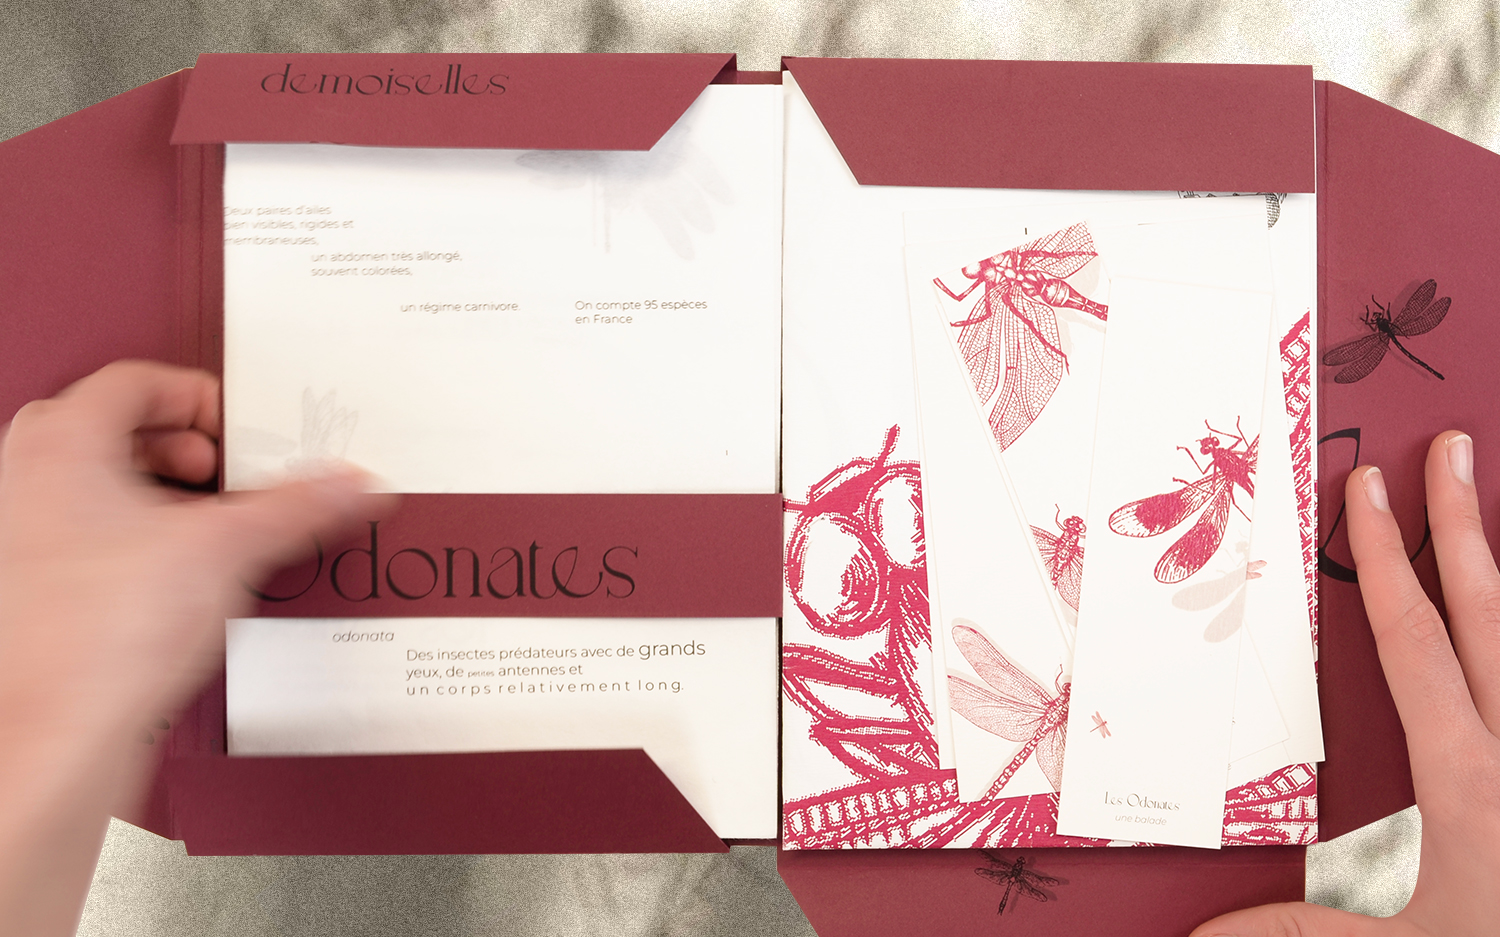 demoiselles
Deux paires d'ailes
bien visibles, rigides et
membraneuses,
un abdomen très allongé,
souvent colorées,
un régime carnivore.
On compte 95 espèces
en France
Odonates
odonata
Des insectes prédateurs avec de grands
yeux, de petites antennes et
un corps relativement long.
Les Odonates
une balade